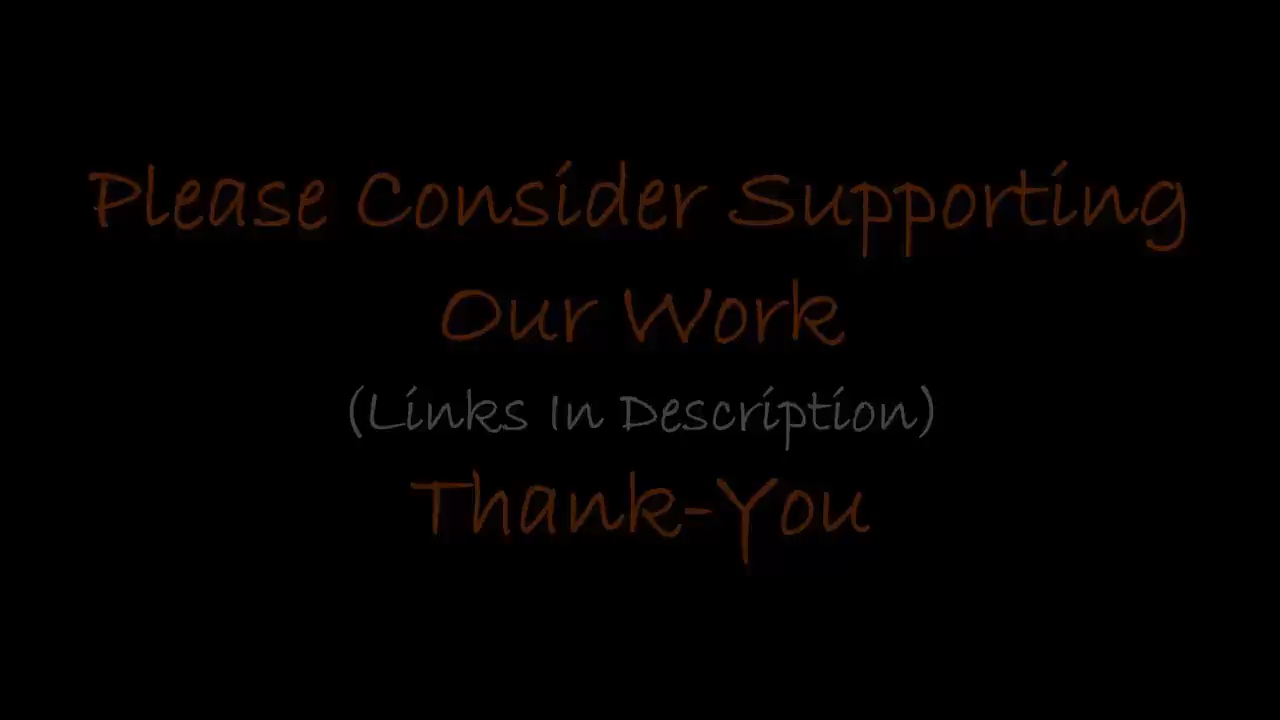 Please Consider Supporting
Our Work
(Links In Description)
Thank-You